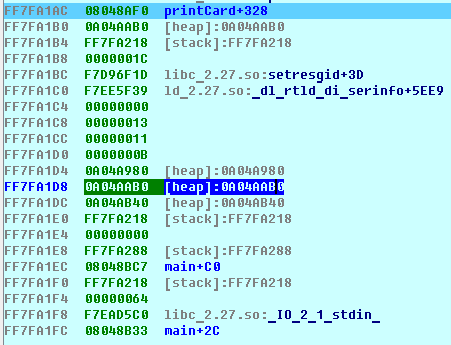 FF7FA1AC 08048AF0 printCard+328
FF7FA1B0 0A04AAB0 [heap]:0A04AAB0
FF7FA1B4 FF7FA218 [stack]:FF7FA218
FF7FA1B8 0000001C
FF7FA1BC F7D96F1D libc_2.27.so:setresgid+3D
FF7FA1C0 F7EE5F39 ld_2.27.so:_dl_rtld_di_serinfo+5EE9
FF7FA1C4 00000000
FF7FA1C8 00000013
FF7FA1CC 00000011
FF7FA1D0 0000000B
FF7FA1D4 0A04A980 [heap]:0A04A980
FF7FA1D8 0A04AAB0 [heap]:0A04AAB0
FF7FA1DC 0A04AB40 [heap]:0A04AB40
FF7FA1E0 FF7FA218 [stack]:FF7FA218
FF7FA1E4 00000000
FF7FA1E8 FF7FA288 [stack]:FF7FA288
FF7FA1EC 08048BC7 main+C0
FF7FA1F0 FF7FA218 [stack]:FF7FA218
FF7FA1F4 00000064
FF7FA1F8 F7EAD5C0 libc_2.27.so:_IO_2_1_stdin_
FF7FA1FC 08048B33 main+2C